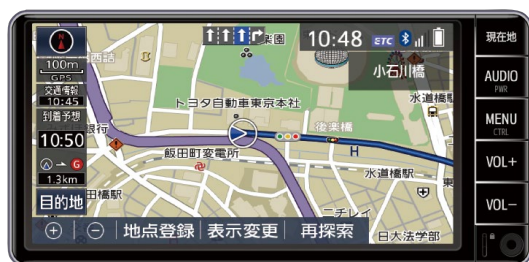 10:48 ETC
現在地
100m
GPS
小石川橋
AUDIO
PWR
交通情報
10:45
トヨタ自動車東京本社
水道橋
到着予想
10:50
銀行
後楽橋
MENU
CTRL
飯田町変電所
H
G
1.3km
水道橋駅
VOL+
田橋駅
目的地
ニチレイ
VOL-
地点登録 表示変更 再探索
日大法学部